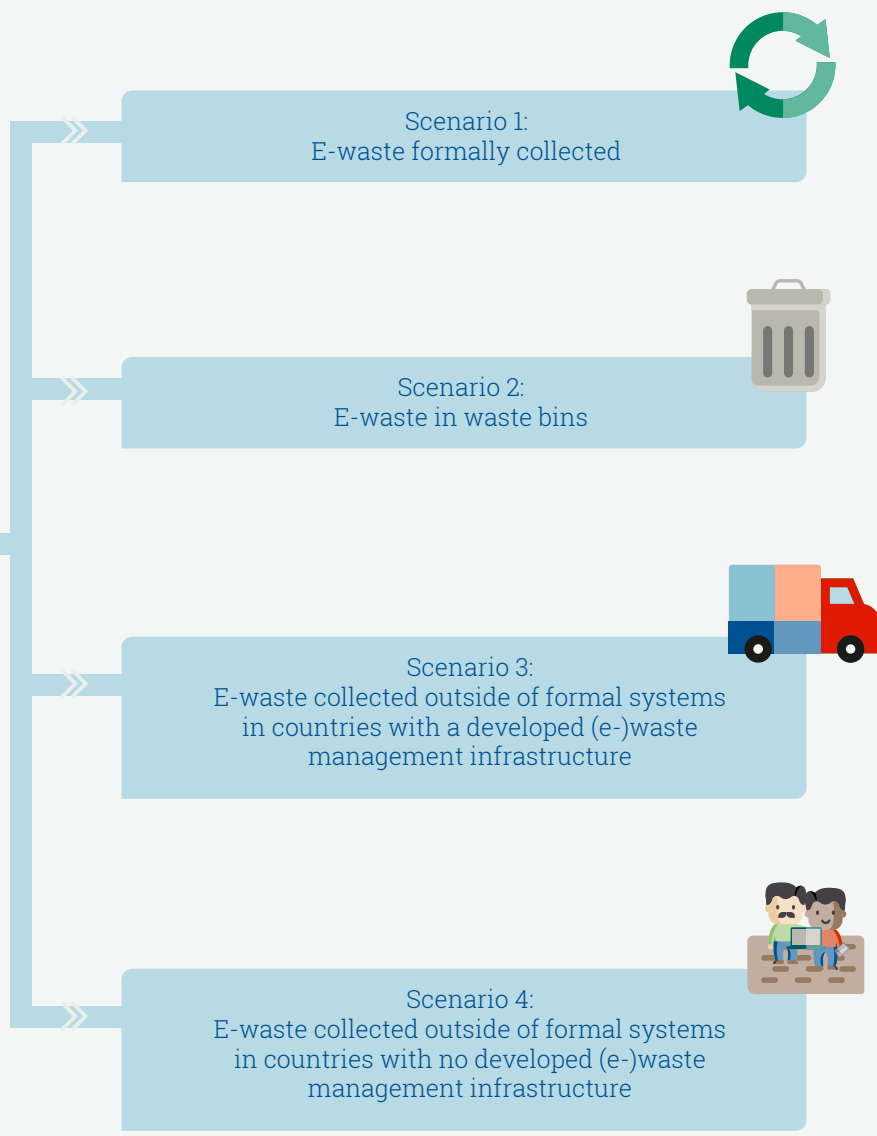 Scenario 1:
E-waste formally collected
Scenario 2:
E-waste in waste bins
Scenario 3:
E-waste collected outside of formal systems
in countries with a developed (e-)waste
management infrastructure
Scenario 4:
E-waste collected outside of formal systems
in countries with no developed (e-)waste
management infrastructure